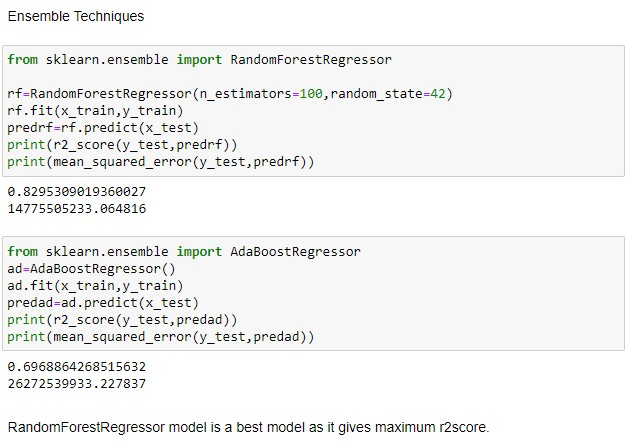 Ensemble Techniques
from sklearn.ensemble import RandomForestRegressor
rf=RandomForestRegressor(n_estimators=100,random_state=42)
rf.fit(x_train,y_train)
predrf=rf.predict(x_test)
print(r2_score(y_test,predrf))
print(mean_squared_error(y_test,predrf))
0.8295309019360027
14775505233.064816
from sklearn.ensemble import AdaBoostRegressor
ad=AdaBoostRegressor()
ad.fit(x_train,y_train)
predad=ad.predict(x_test)
print(r2_score(y_test,predad))
print(mean_squared_error(y_test,predad))
0.6968864268515632
26272539933.227837
RandomForestRegressor model is a best model as it gives maximum r2score.